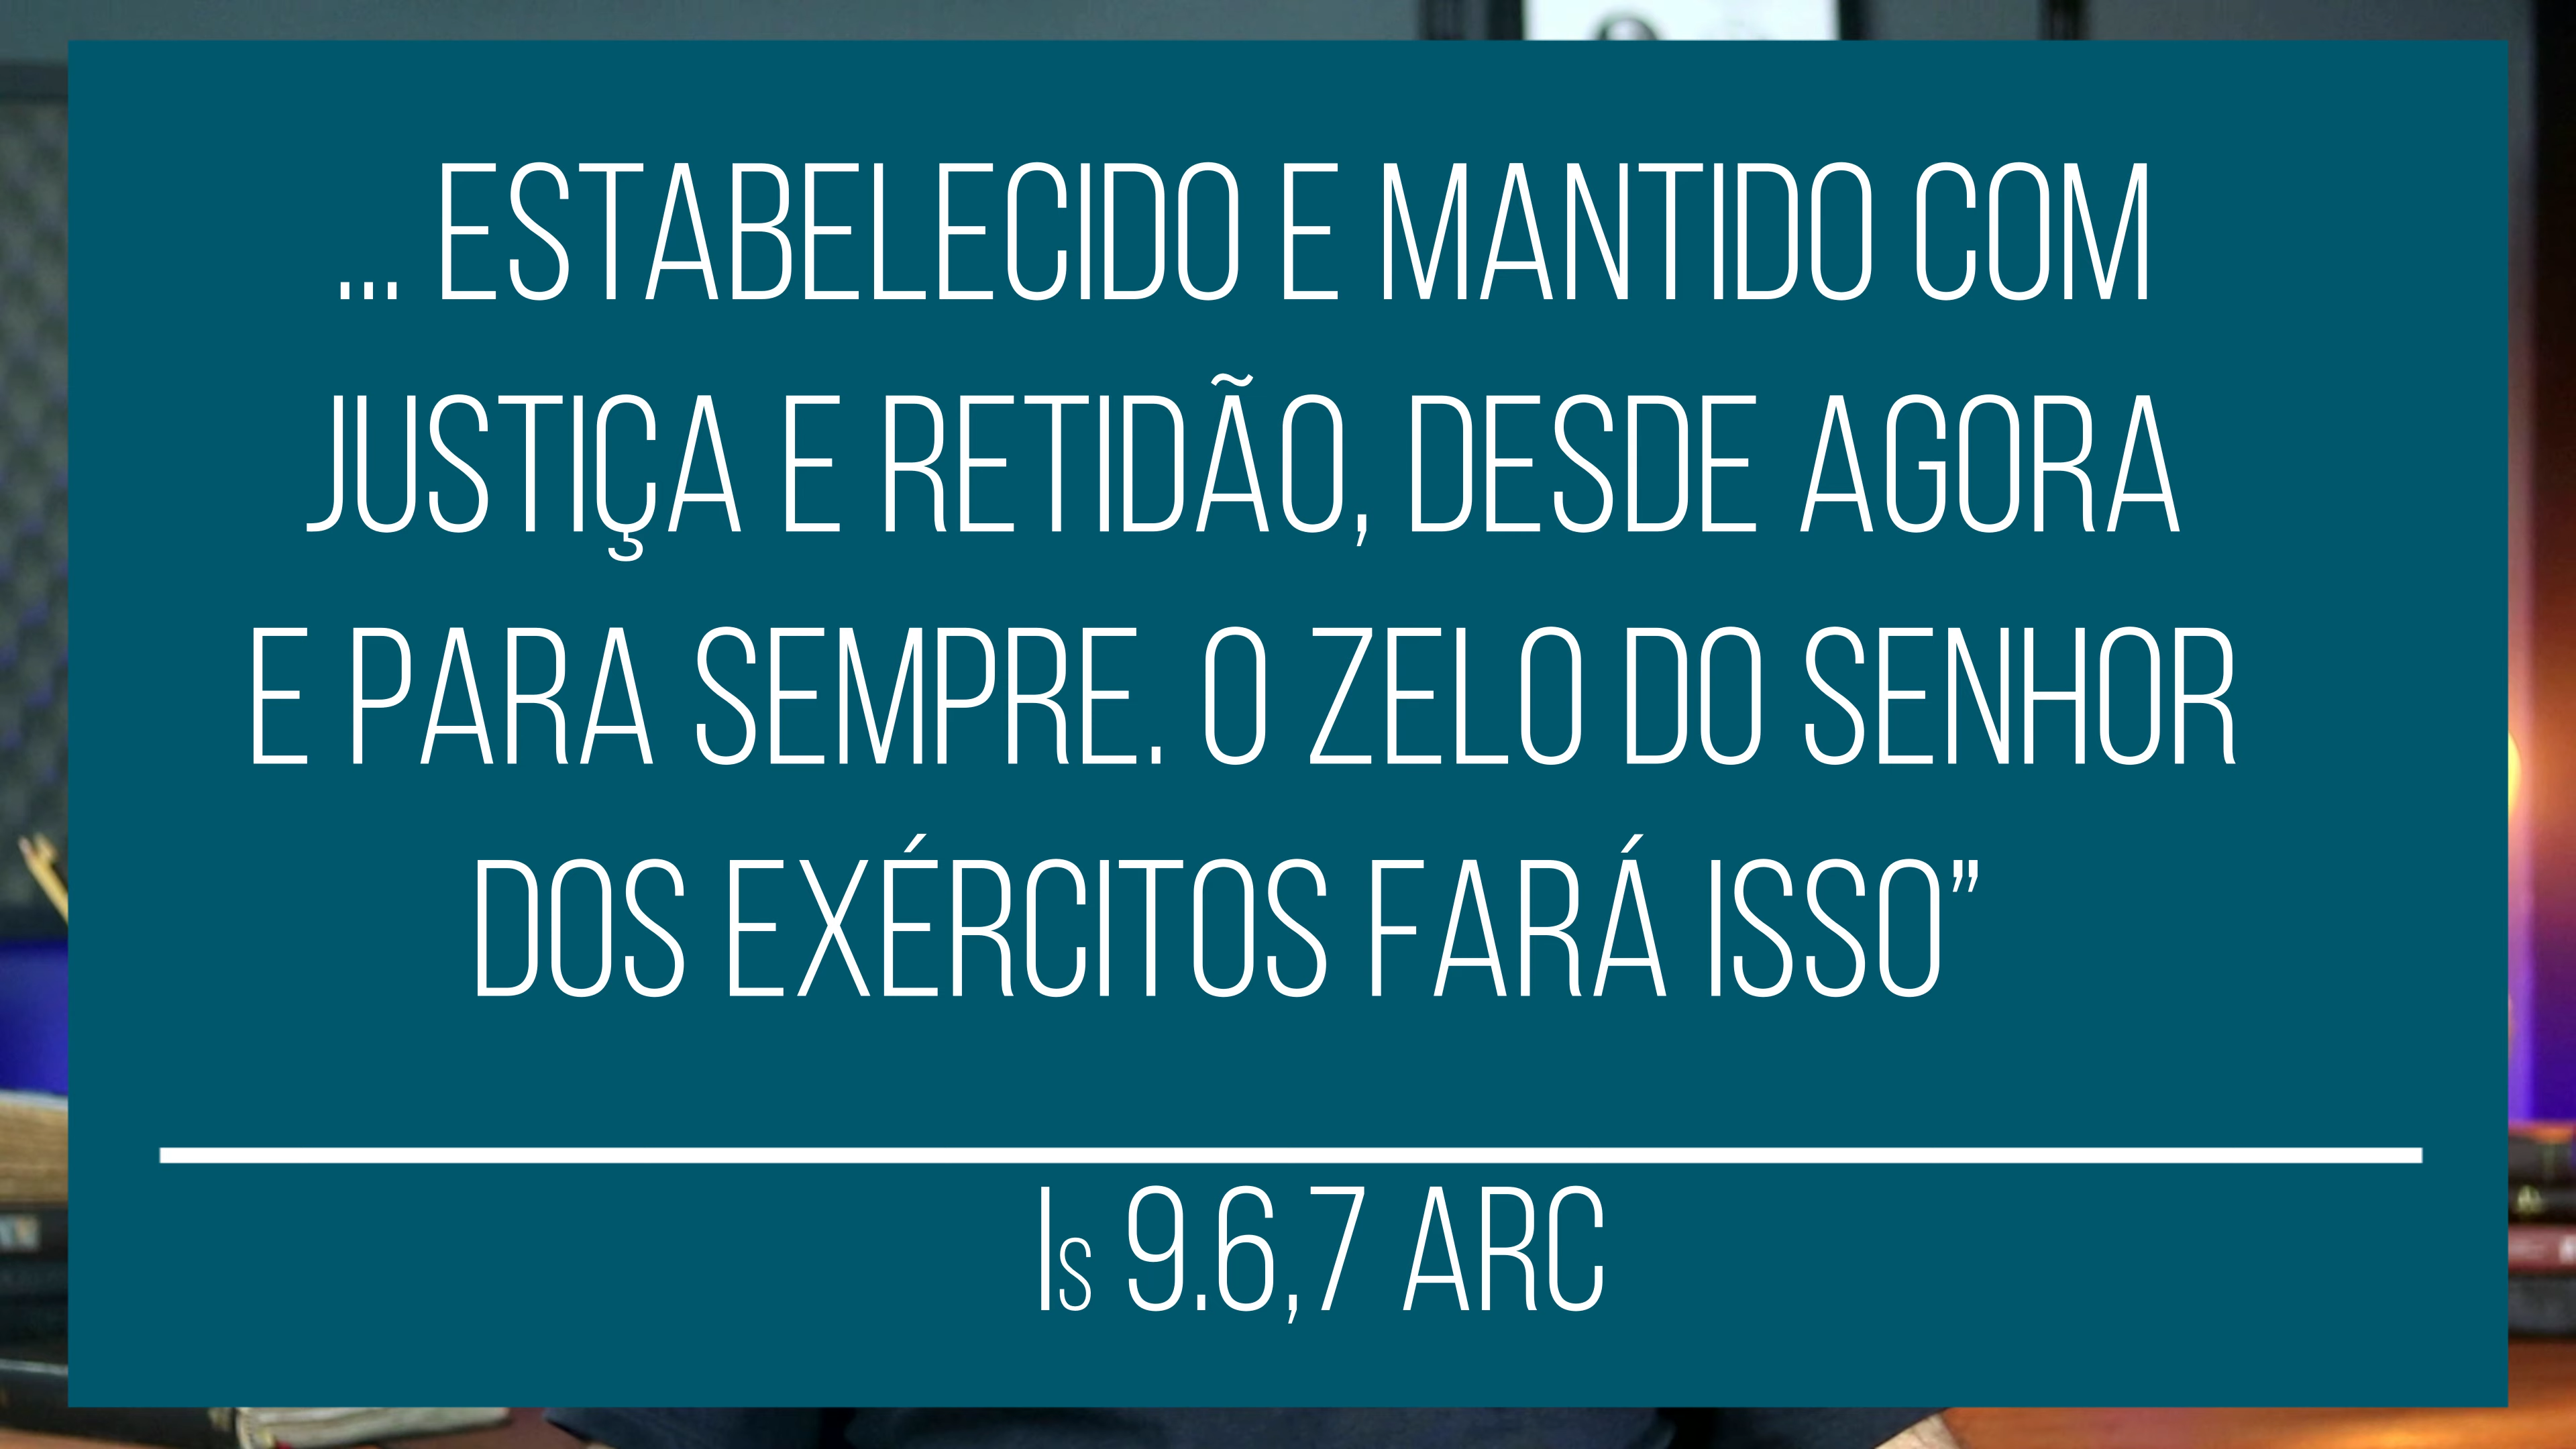 ... ESTABELECIDO E MANTIDO COM
JUSTIÇA E RETIDÃO, DESDE AGORA
E PARA SEMPRE. O ZELO DO SENHOR
DOS EXÉRCITOS FARÁ ISSO”
Is 9.6,7 ARC